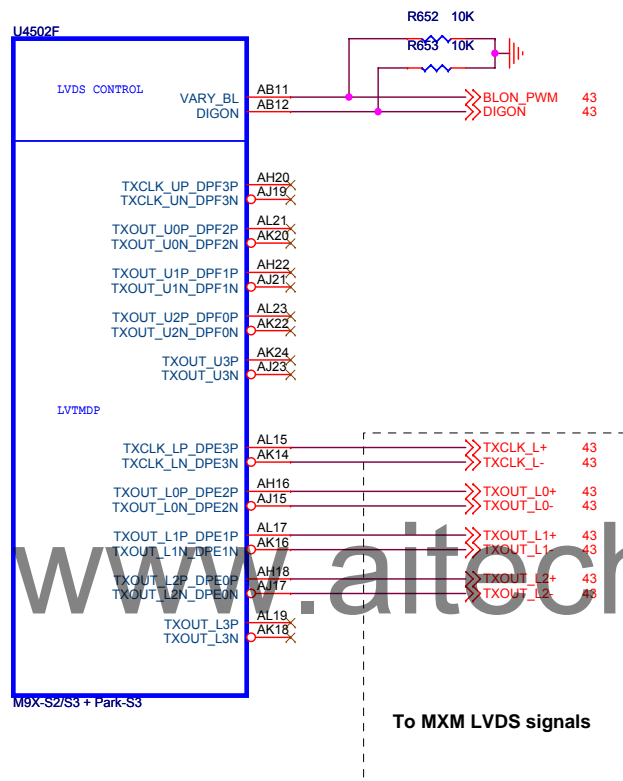 R652 10K
U4502F
R653 10K
LVDS CONTROL
VARY_BL AB11 BLON_PWM 43
DIGON AB12 DIGON 43
TXCLK_UP_DPF3P AH20
TXCLK_UN_DPF3N AJ19
TXOUT_U0P_DPF2P AL21
TXOUT_U0N_DPF2N AK20
TXOUT_U1P_DPF1P AH22
TXOUT_U1N_DPF1N AJ21
TXOUT_U2P_DPF0P AL23
TXOUT_U2N_DPF0N AK22
TXOUT_U3P AK24
TXOUT_U3N AJ23
LVTMDP
TXCLK_LP_DPE3P AL15 TXCLK_L+ 43
TXCLK_LN_DPE3N AK14 TXCLK_L- 43
TXOUT_L0P_DPE2P AH16 TXOUT_L0+ 43
TXOUT_L0N_DPE2N AJ15 TXOUT_L0- 43
TXOUT_L1P_DPE1P AL17 TXOUT_L1+ 43
TXOUT_L1N_DPE1N AK16 TXOUT_L1- 43
TXOUT_L2P_DPE0P AH18 TXOUT_L2+ 43
TXOUT_L2N_DPE0N AJ17 TXOUT_L2- 43
www.aitech
TXOUT_L3P AL19
TXOUT_L3N AK18
M9X-S2/S3 + Park-S3
To MXM LVDS signals